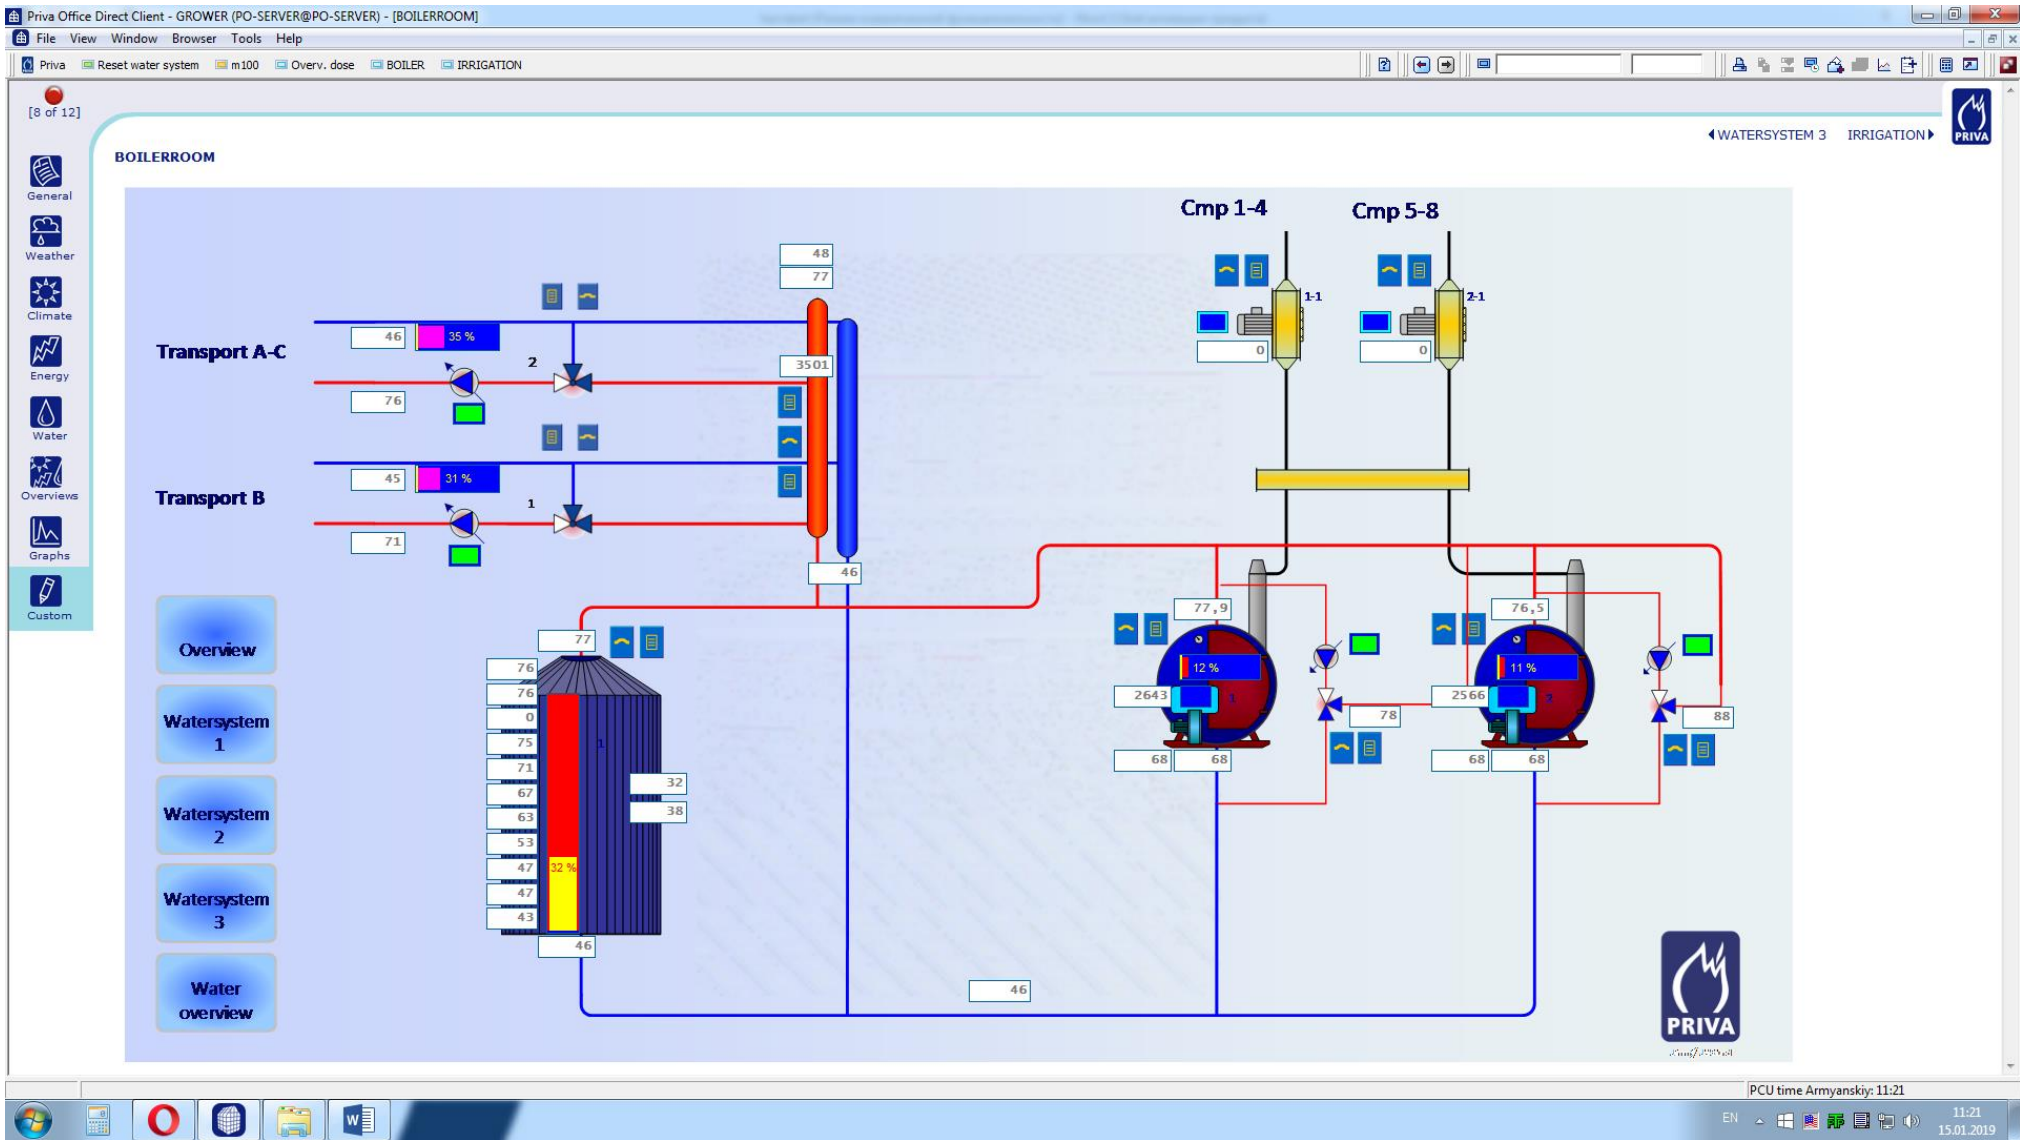 Priva Office Direct Client - GROWER (PO-SERVER@PO-SERVER) - [BOILERROOM]
File View Window Browser Tools Help
Priva Reset water system m100 Overv. dose BOILER IRRIGATION
[8 of 12]
WATERSYSTEM 3 IRRIGATION
PRIVA
BOILERROOM
General
Weather
Climate
Energy
Water
Overviews
Graphs
Custom
Cmp 1-4 Cmp 5-8
48
77
1-1 2-1
0 0
Transport A-C
46 35 %
2
3501
76
Transport B
45 31 %
1
71
46
Overview
Watersystem
1
Watersystem
2
Watersystem
3
Water
overview
77
76
76
0
75
71
67
63
53
47
47
43
46
1
32 %
32
38
46
77,9
12 %
2643 1
78
68 68
76,5
11 %
2566 2
88
68 68
PRIVA
PCU time Armyanskiy: 11:21
EN
11:21
15.01.2019